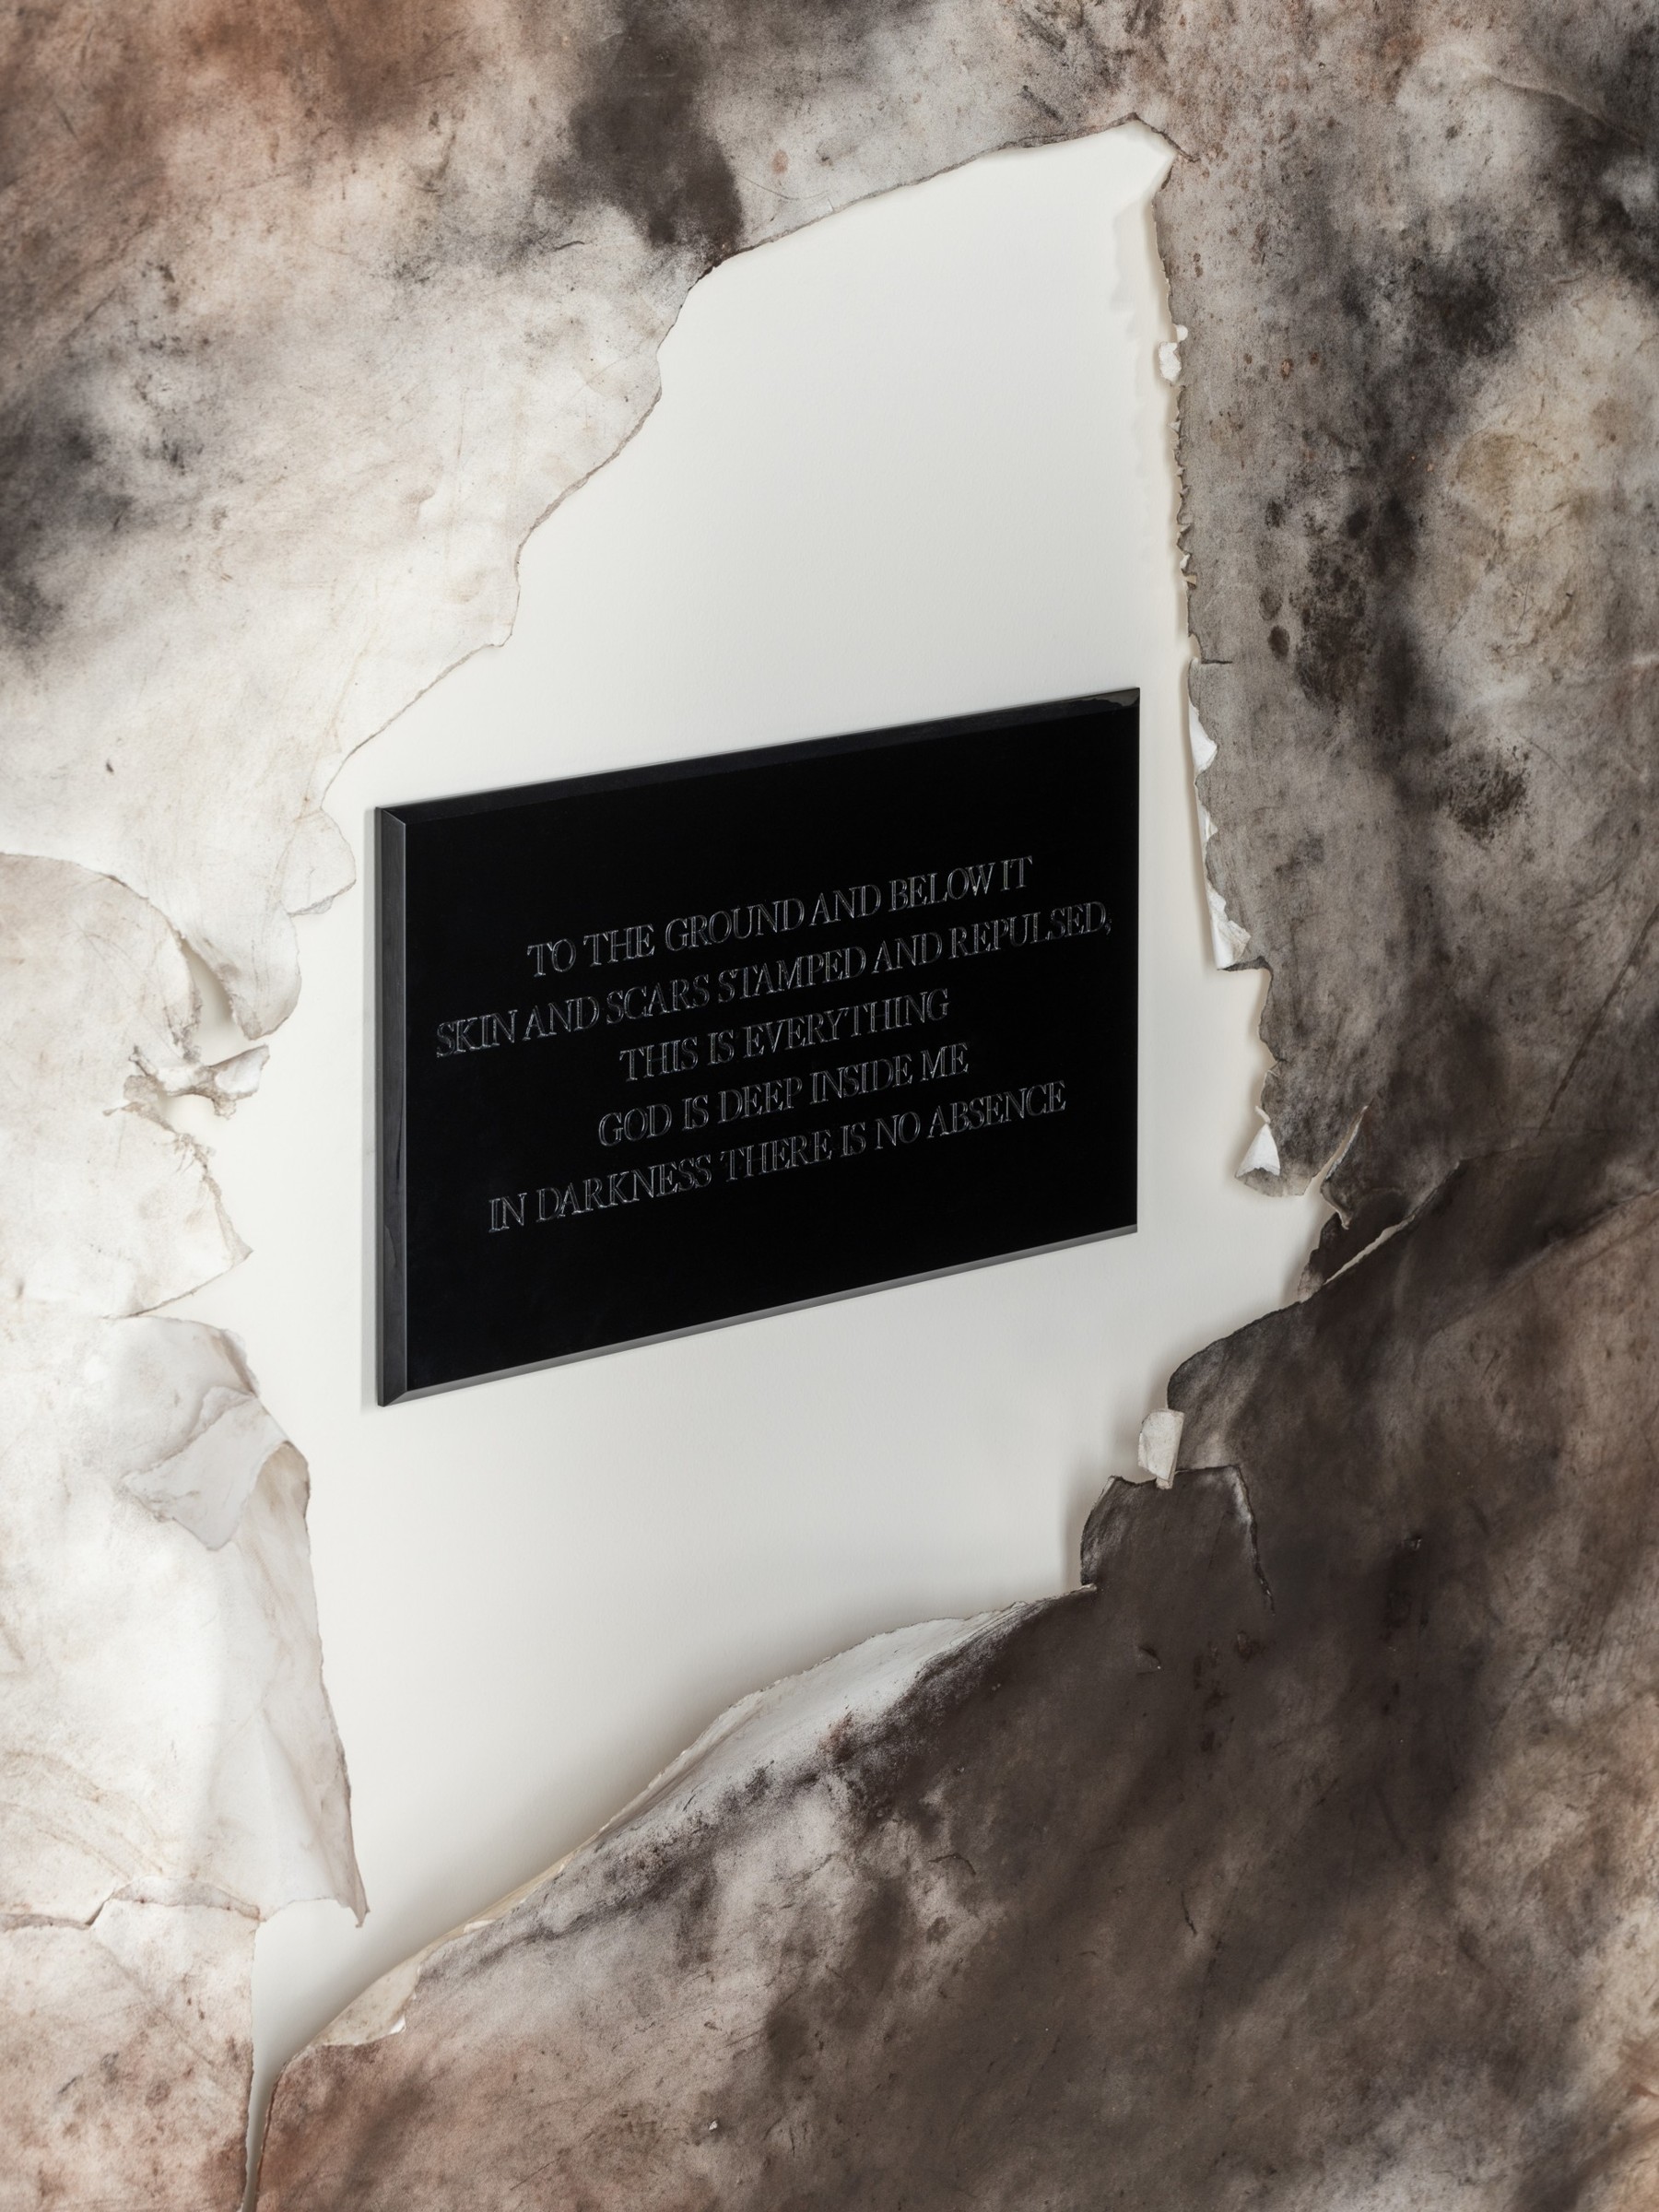 TO THE GROUND AND BELOW IT
SKIN AND SCARS STAMPED AND REPULSED,
THIS IS EVERYTHING
GOD IS DEEP INSIDE ME
IN DARKNESS THERE IS NO ABSENCE